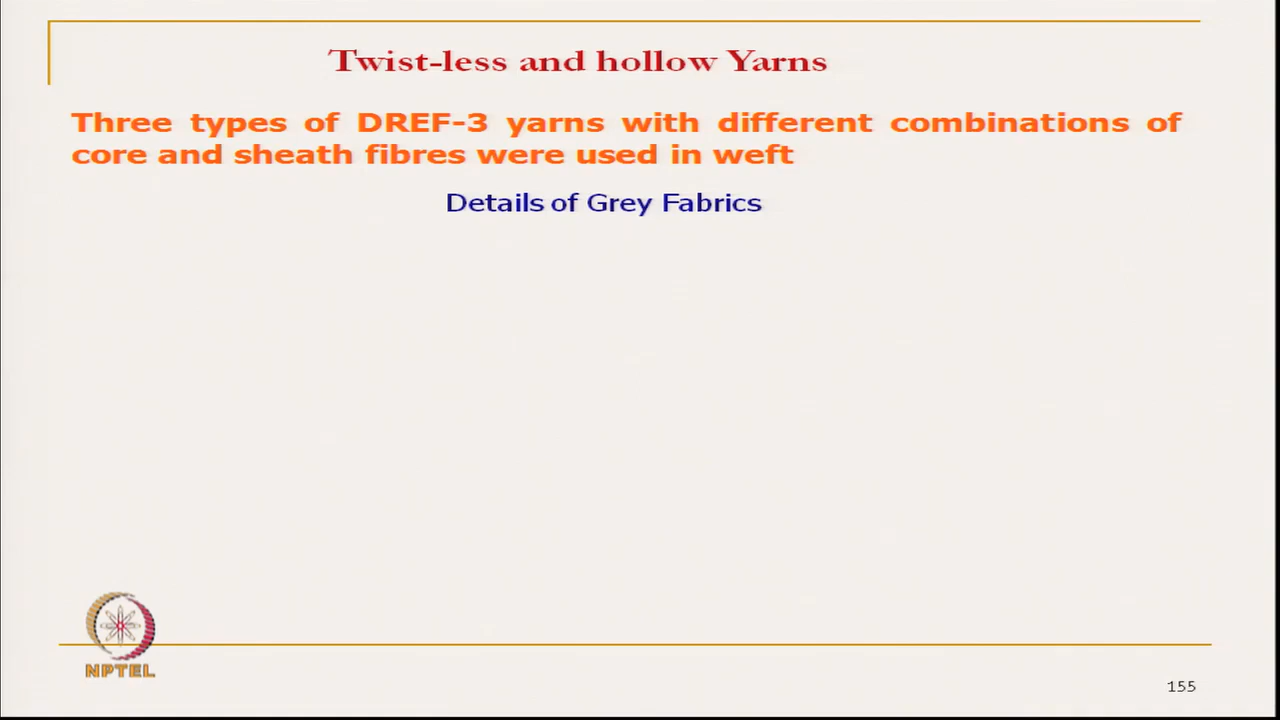 Twist-less and hollow Yarns
Three types of DREF-3 yarns with different combinations of
core and sheath fibres were used in weft
Details of Grey Fabrics
NPTEL
155